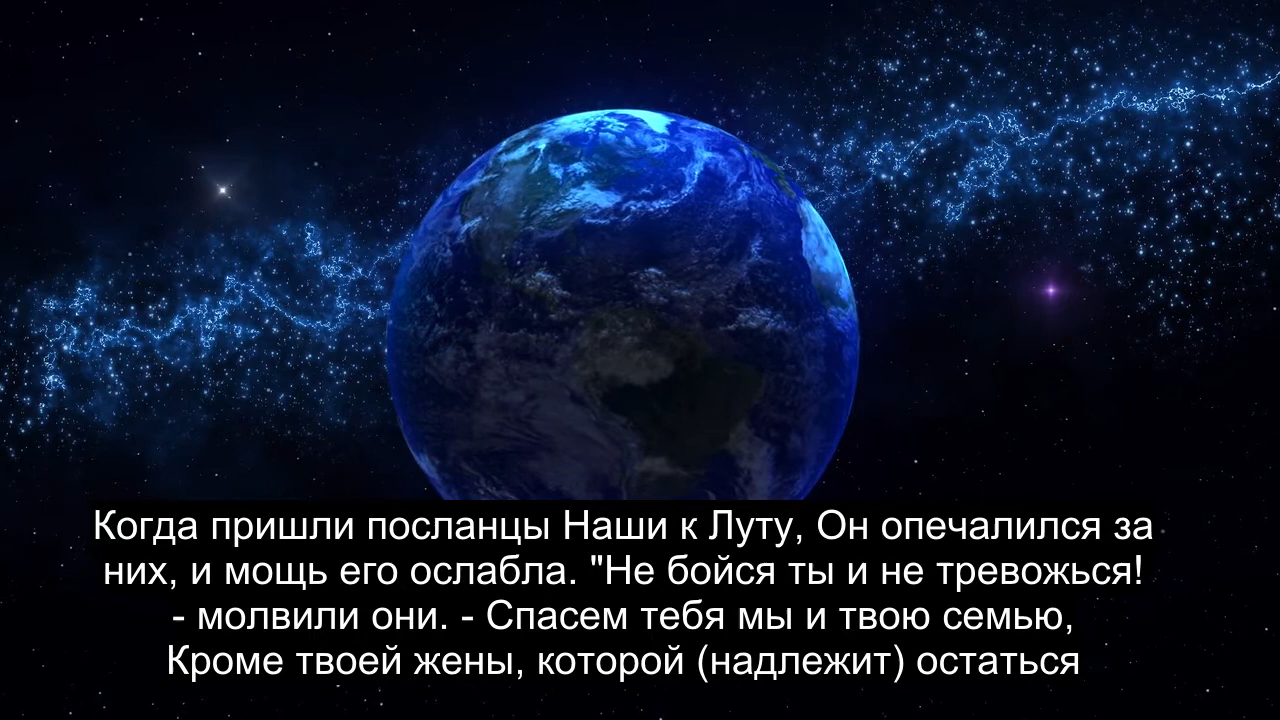 Когда пришли посланцы Наши к Луту, Он опечалился за
них, и мощь его ослабла. "Не бойся ты и не тревожься!
- молвили они. - Спасем тебя мы и твою семью,
Кроме твоей жены, которой (надлежит) остаться